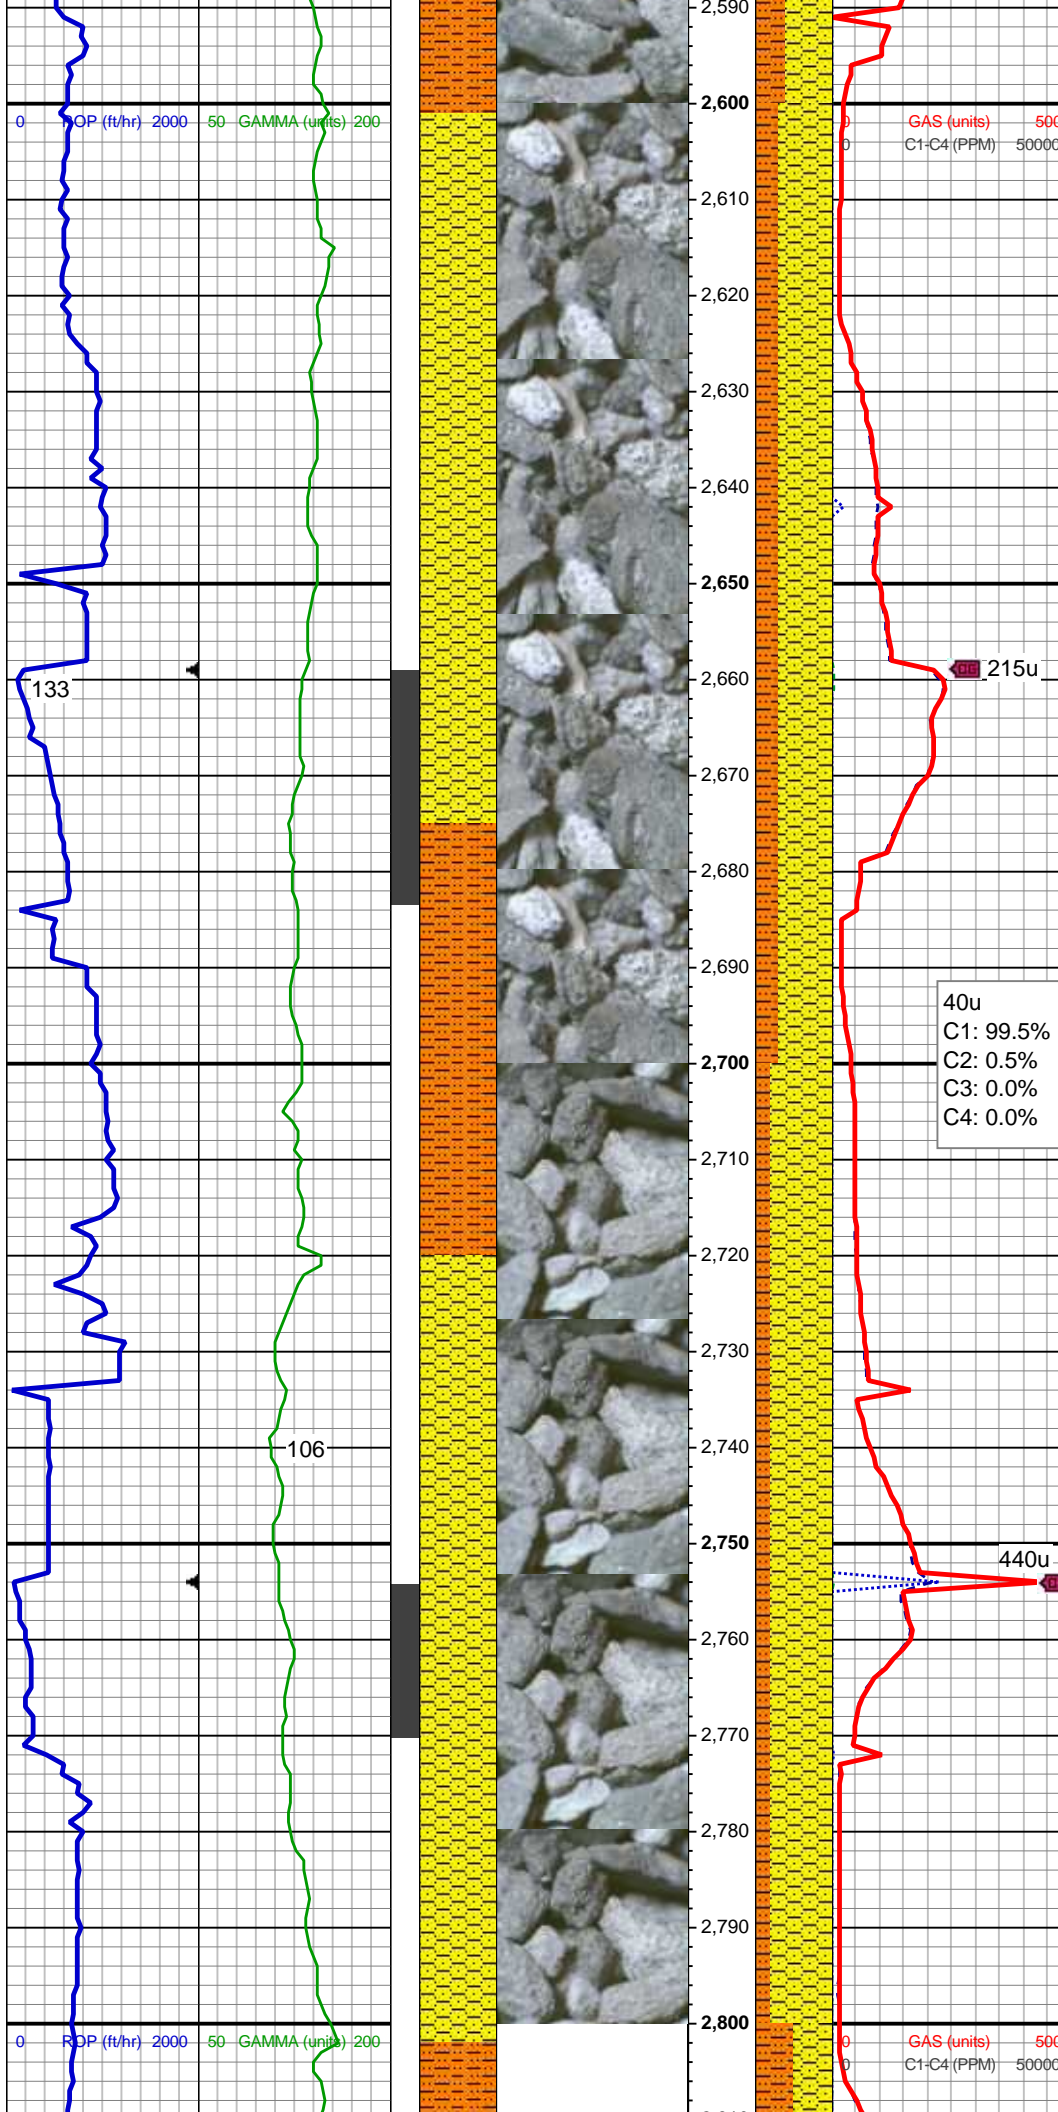 2,590
2,600
0 ROP (ft/hr) 2000 50 GAMMA (units) 200
0 GAS (units) 500
0 C1-C4 (PPM) 50000
2,610
2,620
2,630
2,640
2,650
2,660
133
CG 215u
2,670
2,680
2,690
40u
C1: 99.5%
C2: 0.5%
C3: 0.0%
C4: 0.0%
2,700
2,710
2,720
2,730
2,740
106
2,750
440u
2,760
2,770
2,780
2,790
2,800
0 ROP (ft/hr) 2000 50 GAMMA (units) 200
0 GAS (units) 500
0 C1-C4 (PPM) 50000